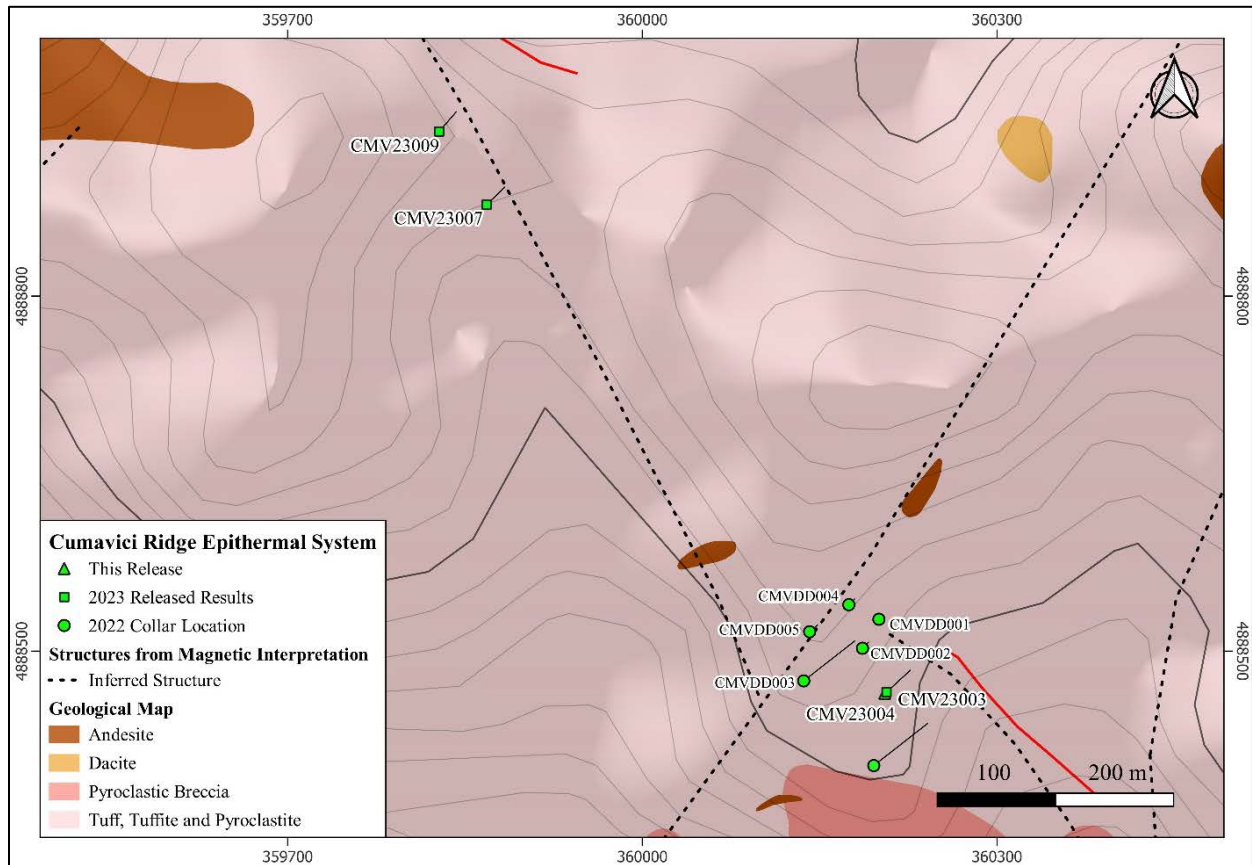 359700 360000 360300
CMV23009
CMV23007
4888800 4888800
Cumavici Ridge Epithermal System
This Release
2023 Released Results
2022 Collar Location
Structures from Magnetic Interpretation
Inferred Structure
Geological Map
Andesite
Dacite
Pyroclastic Breccia
Tuff, Tuffite and Pyroclastite
CMVDD004
CMVDD001
CMVDD005
CMVDD002
4888500 4888500
CMVDD003
CMV23003
CMV23004
100 200 m
359700 360000 360300